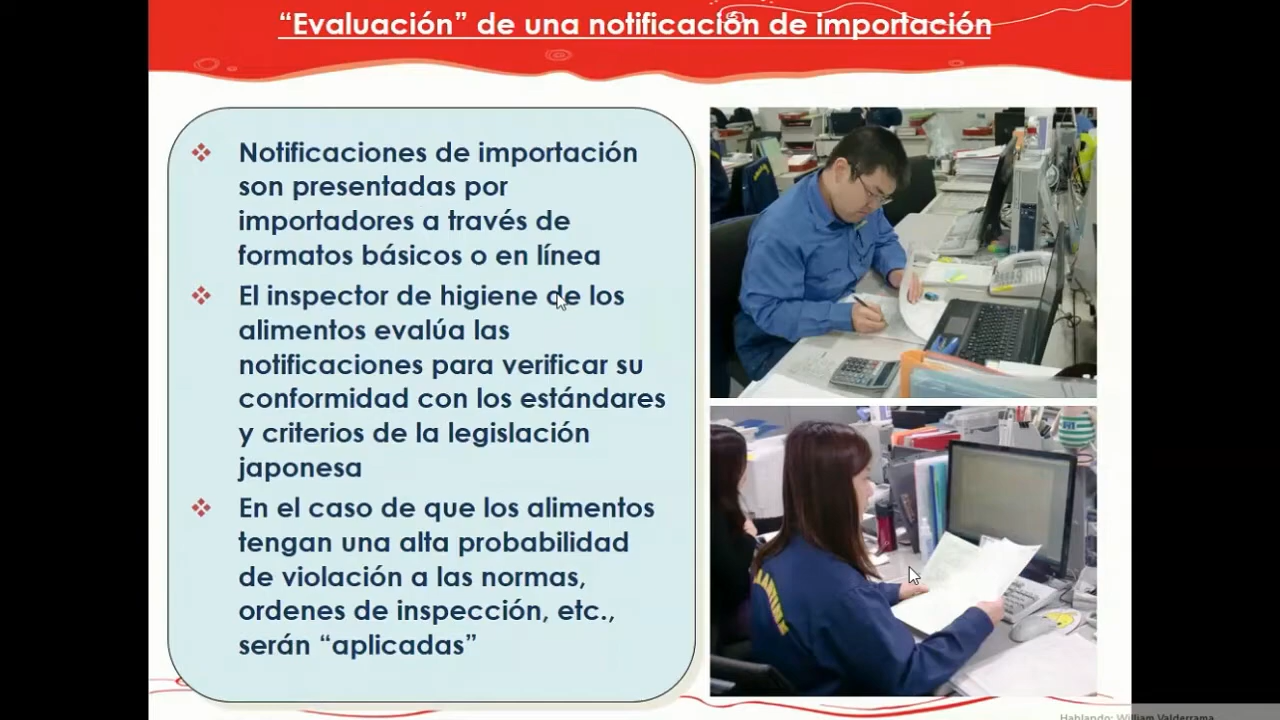 “Evaluación” de una notificación de importación
Notificaciones de importación
son presentadas por
importadores a través de
formatos básicos o en línea
El inspector de higiene de los
alimentos evalúa las
notificaciones para verificar su
conformidad con los estándares
y criterios de la legislación
japonesa
En el caso de que los alimentos
tengan una alta probabilidad
de violación a las normas,
ordenes de inspección, etc.,
serán “aplicadas”
Hablando: William Valderrama